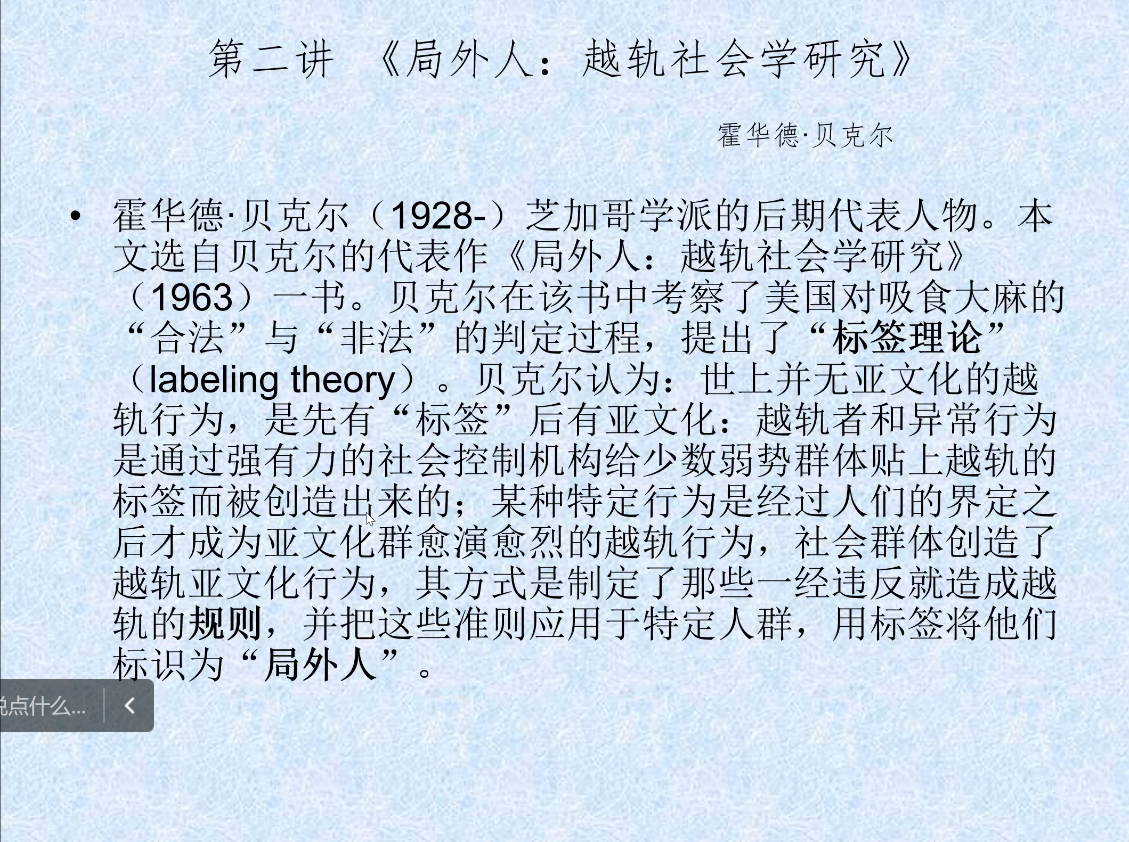 第二讲 《局外人：越轨社会学研究》
霍华德·贝克尔
• 霍华德·贝克尔（1928-）芝加哥学派的后期代表人物。本
文选自贝克尔的代表作《局外人：越轨社会学研究》
（1963）一书。贝克尔在该书中考察了美国对吸食大麻的
“合法”与“非法”的判定过程，提出了“标签理论”
（labeling theory）。贝克尔认为：世上并无亚文化的越
轨行为，是先有“标签”后有亚文化：越轨者和异常行为
是通过强有力的社会控制机构给少数弱势群体贴上越轨的
标签而被创造出来的；某种特定行为是经过人们的界定之
后才成为亚文化群愈演愈烈的越轨行为，社会群体创造了
越轨亚文化行为，其方式是制定了那些一经违反就造成越
轨的规则，并把这些准则应用于特定人群，用标签将他们
标识为“局外人”。
说点什么...